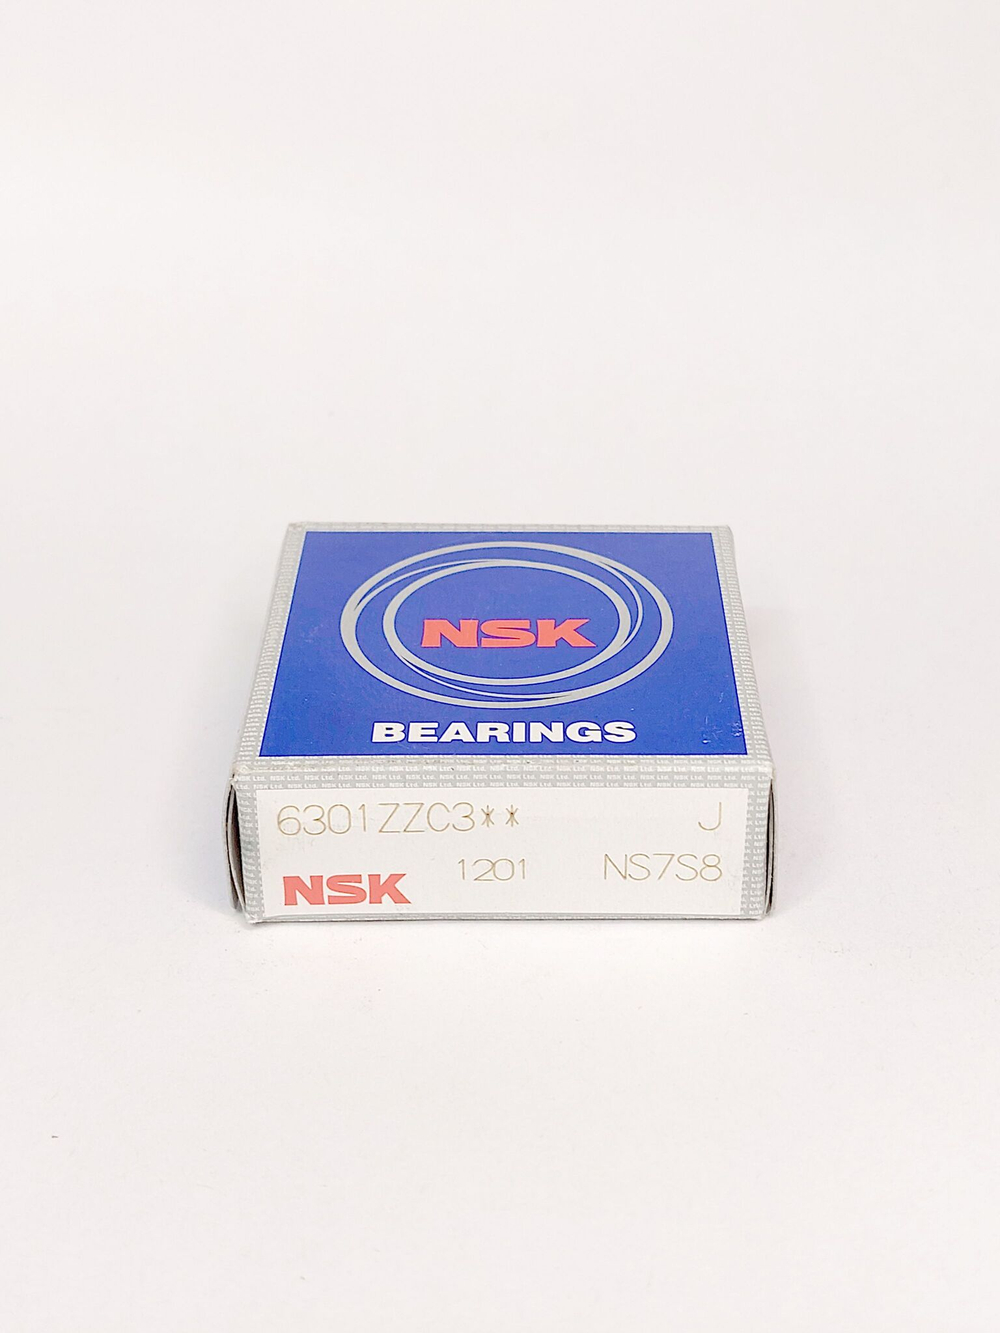 NSK
BEARINGS
6301ZZC3** J
NSK 1201 NS7S8